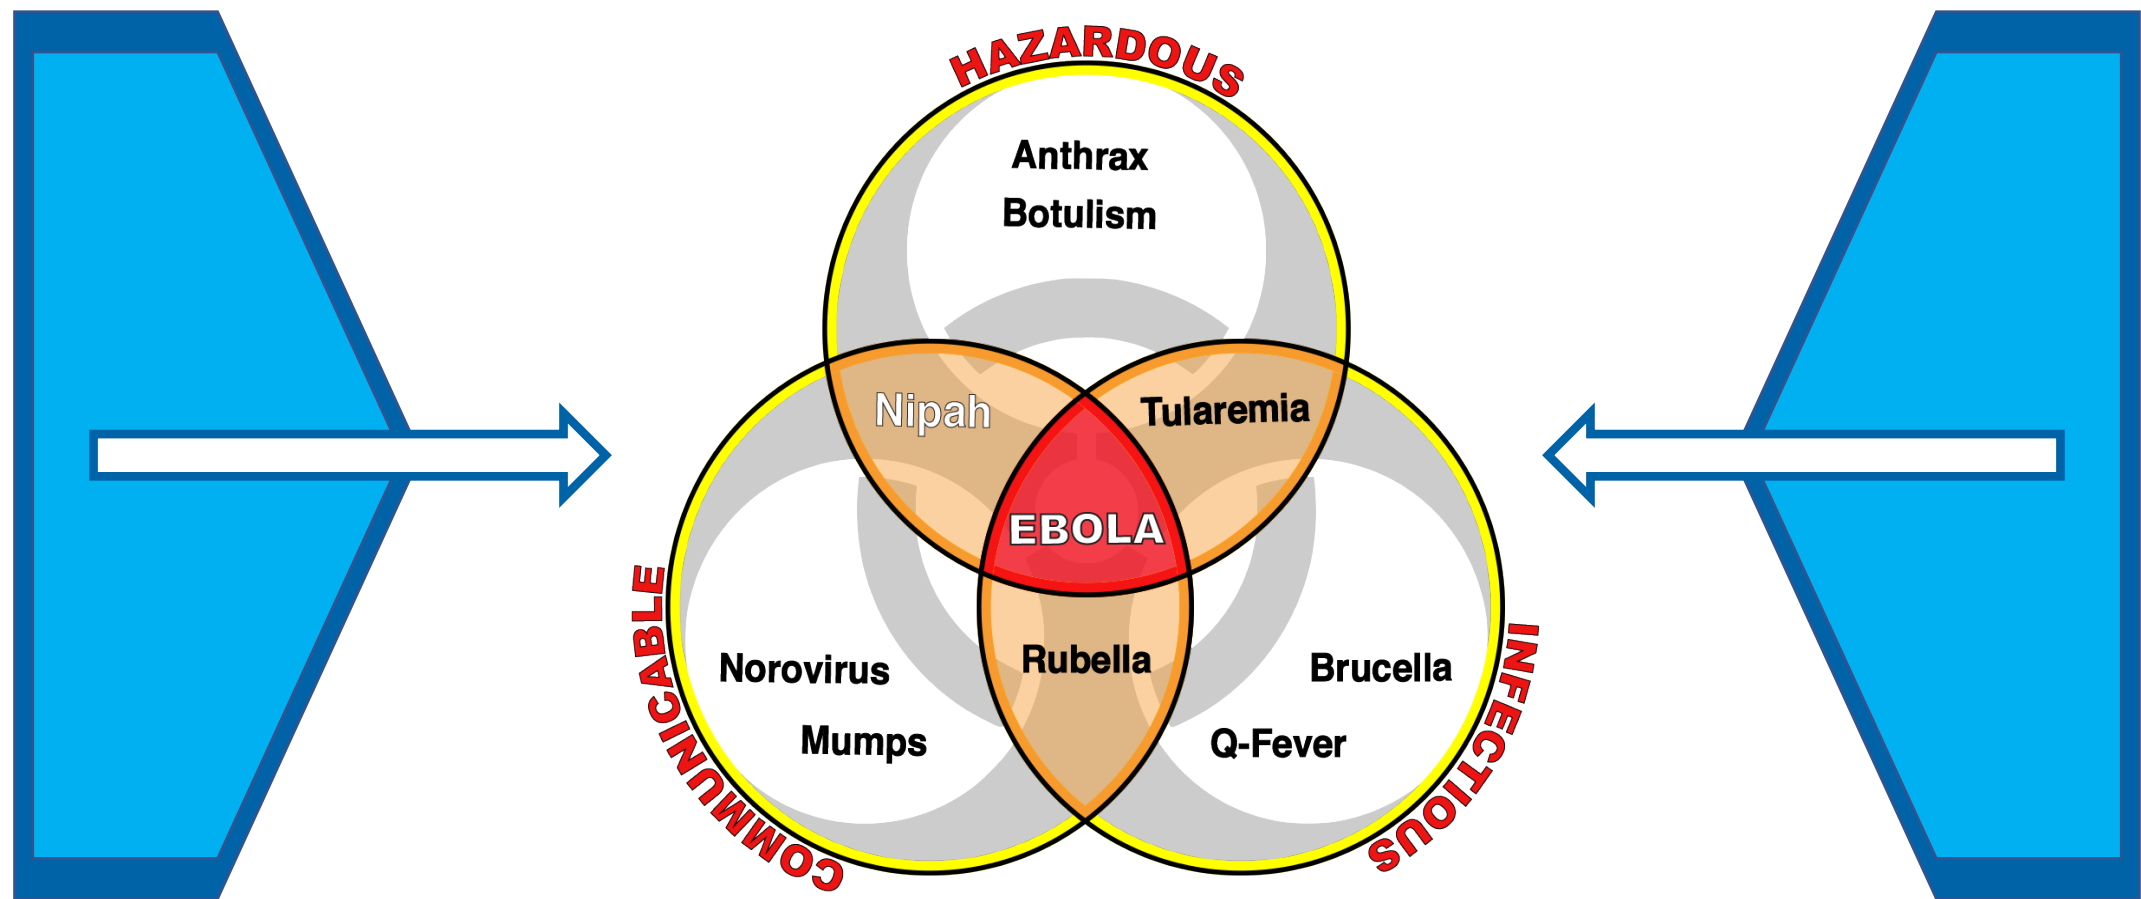 HAZARDOUS
Anthrax
Botulism
Nipah
Tularemia
EBOLA
COMMUNICABLE
INFECTIOUS
Rubella
Norovirus
Brucella
Mumps
Q-Fever